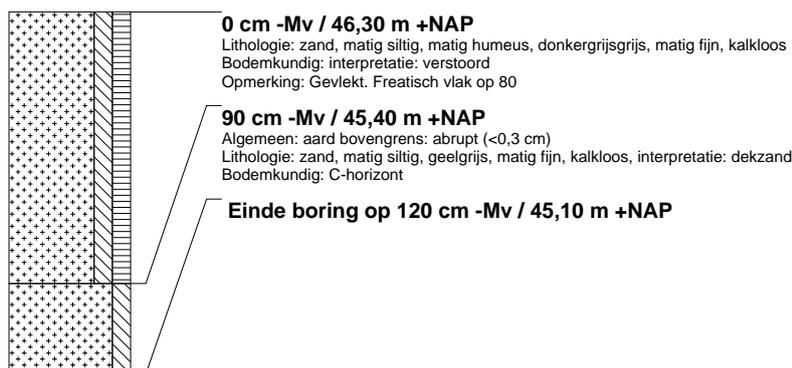 0 cm -Mv / 46,30 m +NAP
Lithologie: zand, matig siltig, matig humeus, donkergrijsgrijs, matig fijn, kalkloos
Bodemkundig: interpretatie: verstoord
Opmerking: Gevlekt. Freatisch vlak op 80
90 cm -Mv / 45,40 m +NAP
Algemeen: aard bovengrens: abrupt (<0,3 cm)
Lithologie: zand, matig siltig, geelgrijs, matig fijn, kalkloos, interpretatie: dekzand
Bodemkundig: C-horizont
Einde boring op 120 cm -Mv / 45,10 m +NAP